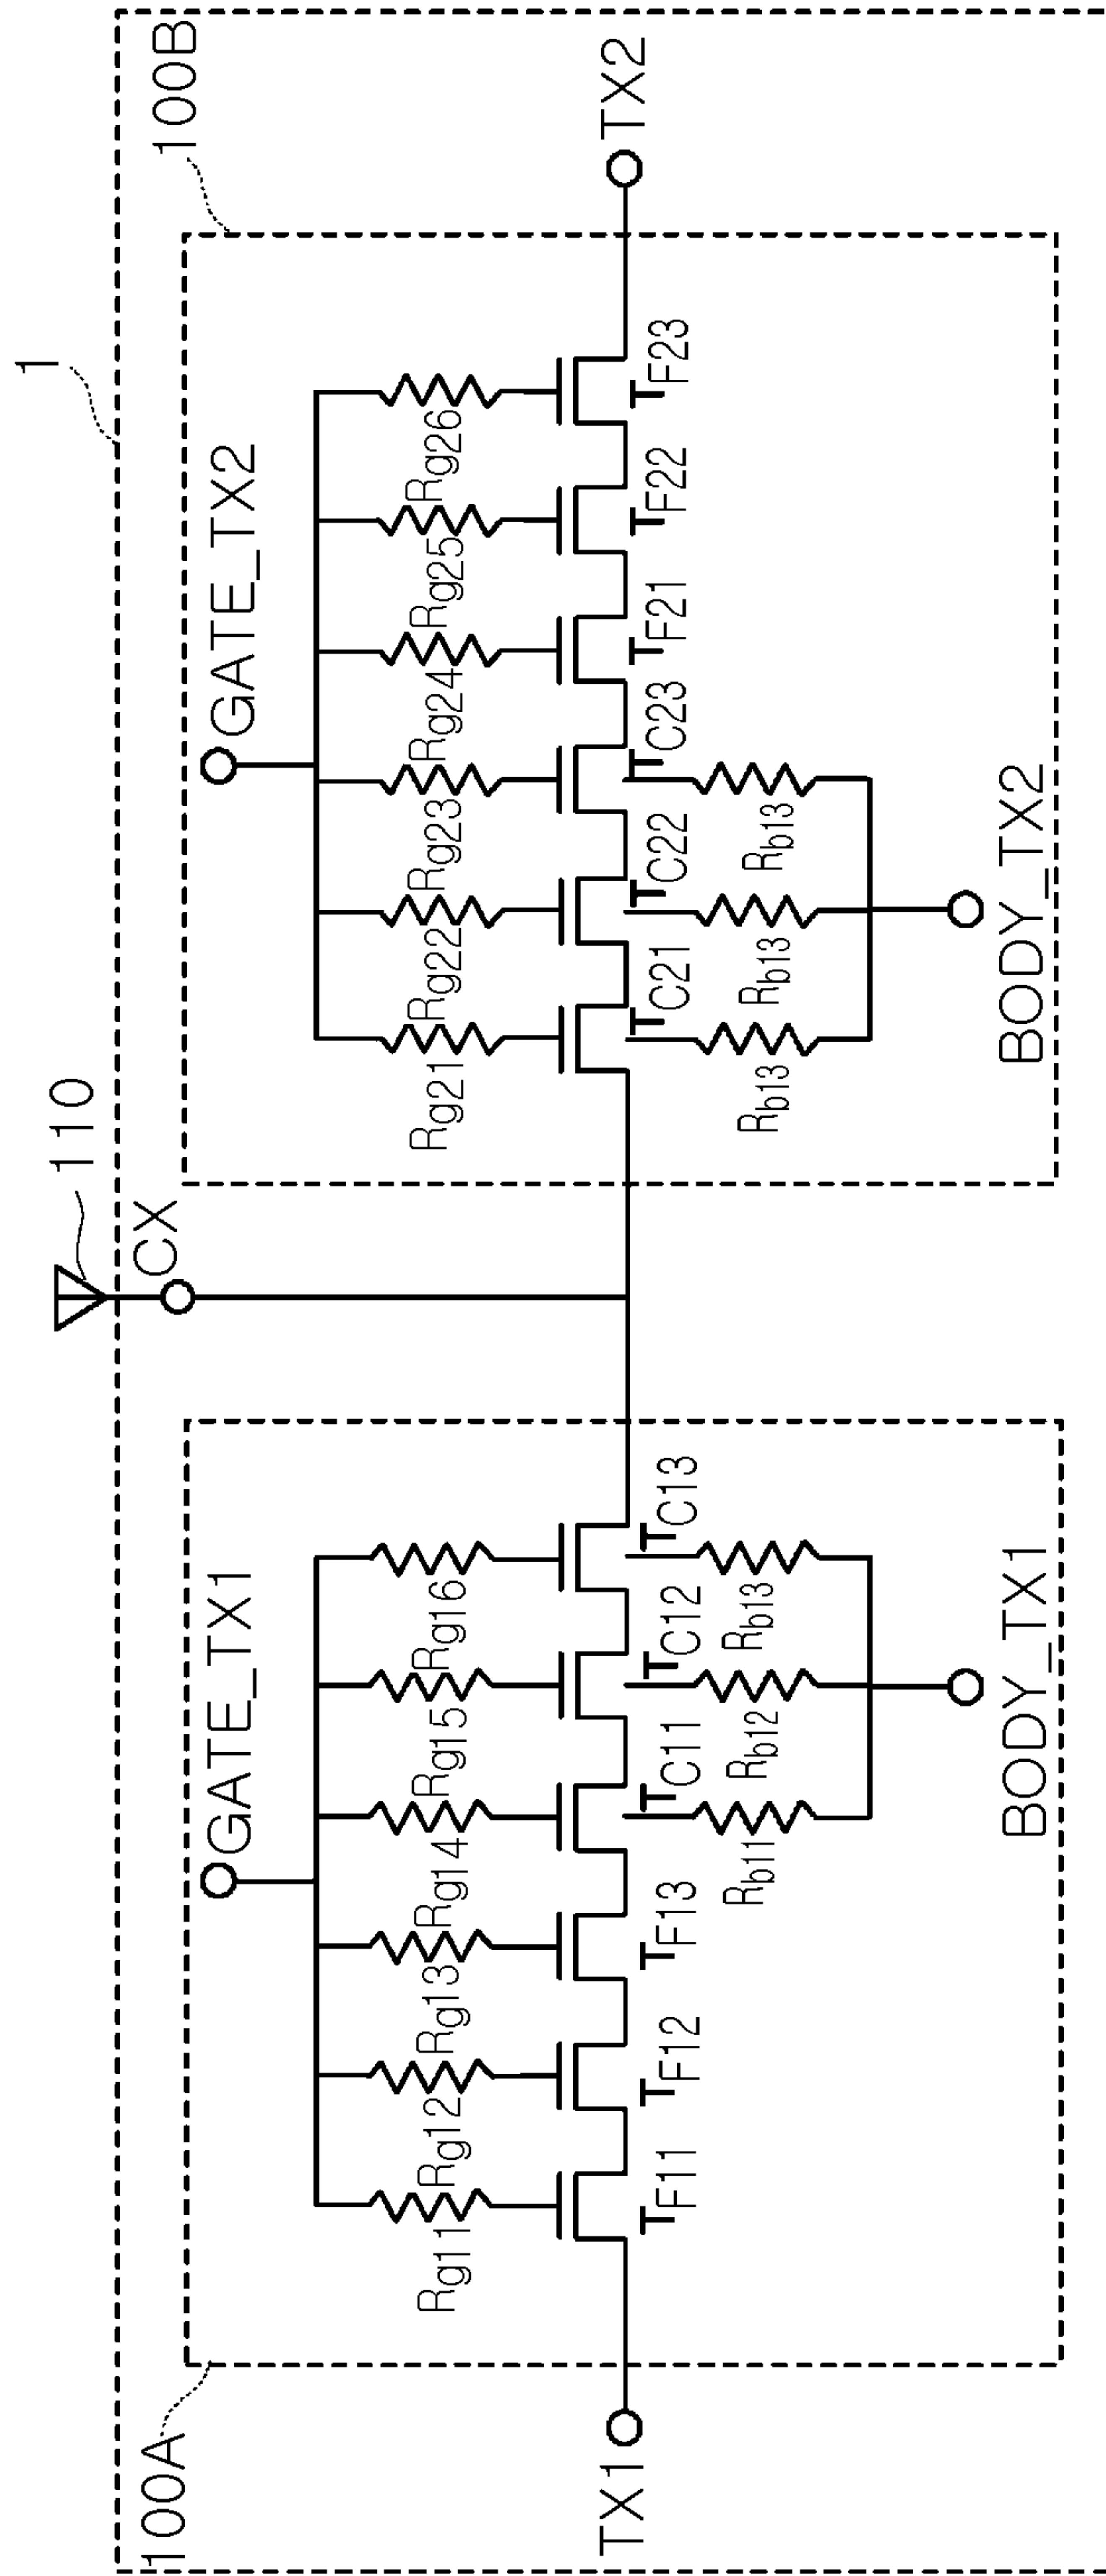 1
110
100A
CX
100B
GATE_TX1
GATE_TX2
Rg11
Rg12
Rg13
Rg14
Rg15
Rg16
Rg21
Rg22
Rg23
Rg24
Rg25
Rg26
TX1
TX2
TF11
TF12
TF13
TC11
TC12
TC13
TC21
TC22
TC23
TF21
TF22
TF23
Rb11
Rb12
Rb13
Rb13
Rb13
Rb13
BODY_TX1
BODY_TX2